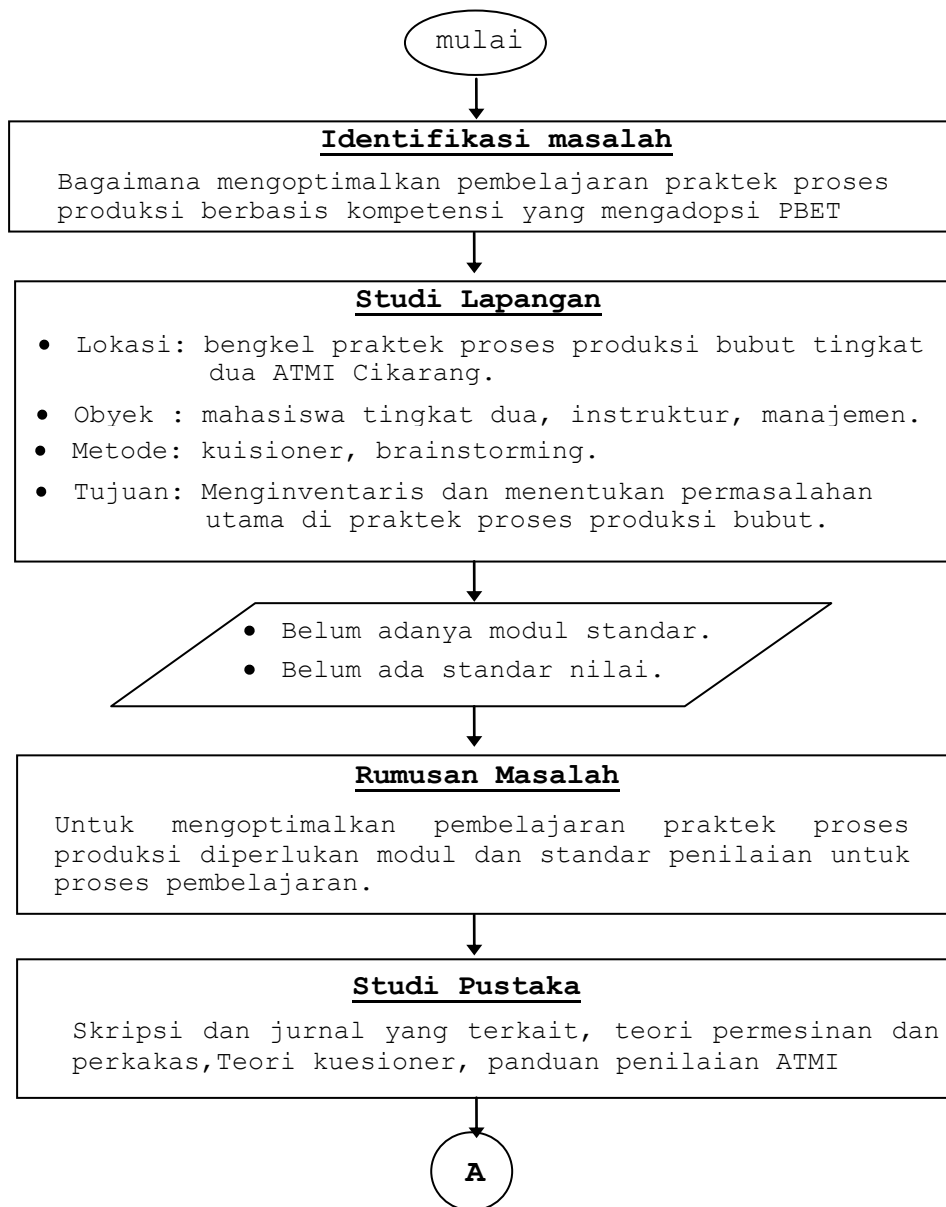 mulai
Identifikasi masalah
Bagaimana mengoptimalkan pembelajaran praktek proses
produksi berbasis kompetensi yang mengadopsi PBET
Studi Lapangan
• Lokasi: bengkel praktek proses produksi bubut tingkat
dua ATMI Cikarang.
• Obyek : mahasiswa tingkat dua, instruktur, manajemen.
• Metode: kuisioner, brainstorming.
• Tujuan: Menginventaris dan menentukan permasalahan
utama di praktek proses produksi bubut.
• Belum adanya modul standar.
• Belum ada standar nilai.
Rumusan Masalah
Untuk mengoptimalkan pembelajaran praktek proses
produksi diperlukan modul dan standar penilaian untuk
proses pembelajaran.
Studi Pustaka
Skripsi dan jurnal yang terkait, teori permesinan dan
perkakas,Teori kuesioner, panduan penilaian ATMI
A